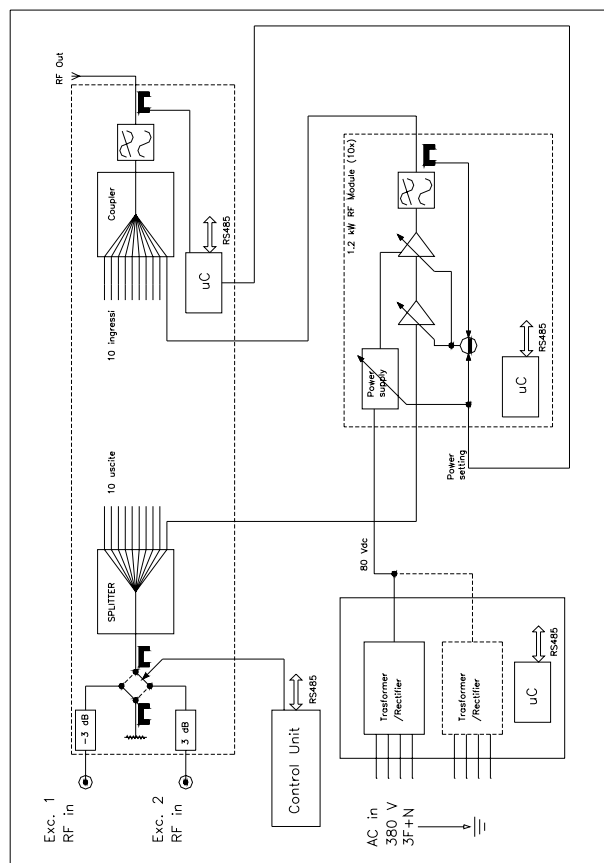 RF Out
Coupler
10 ingressi
uC
RS485
1.2 kW RF Module (10x)
Power
supply
uC
RS485
Power
setting
10 uscite
SPLITTER
80 Vdc
-3 dB
3 dB
Exc. 1
RF in
Exc. 2
RF in
Control Unit
RS485
Trasformer
/Rectifier
Trasformer
/Rectifier
uC
RS485
AC in
380 V
3F+N